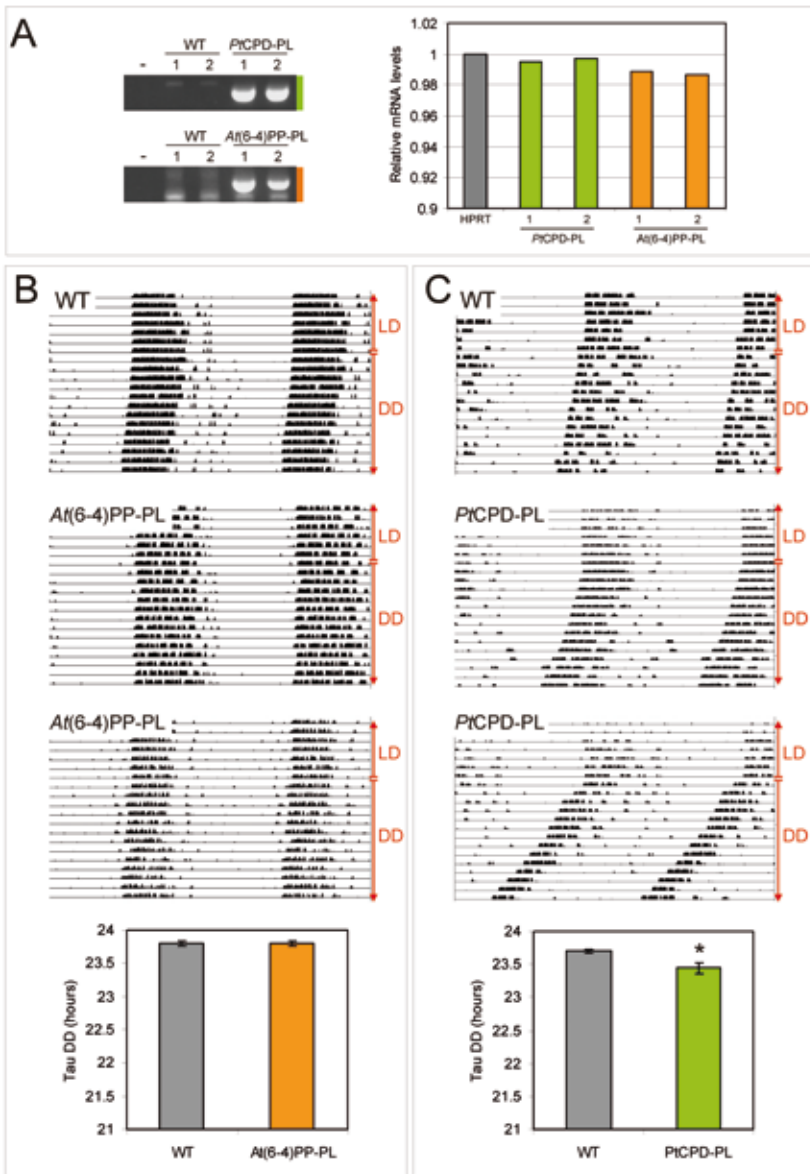 A
WT PtCPD-PL
- 1 2 1 2
WT At(6-4)PP-PL
- 1 2 1 2
Relative mRNA levels
1.02
1
0.98
0.96
0.94
0.92
0.9
HPRT 1 2 1 2
PtCPD-PL At(6-4)PP-PL
B
WT
LD
DD
At(6-4)PP-PL
LD
DD
At(6-4)PP-PL
LD
DD
Tau DD (hours)
24
23.5
23
22.5
22
21.5
21
WT At(6-4)PP-PL
C
WT
LD
DD
PtCPD-PL
LD
DD
PtCPD-PL
LD
DD
Tau DD (hours)
24
23.5
23
22.5
22
21.5
21
*
WT PtCPD-PL